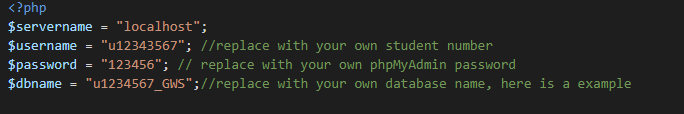 <?php
$servername = "localhost";
$username = "u12343567"; //replace with your own student number
$password = "123456"; // replace with your own phpMyAdmin password
$dbname = "u1234567_GWS";//replace with your own database name, here is a example